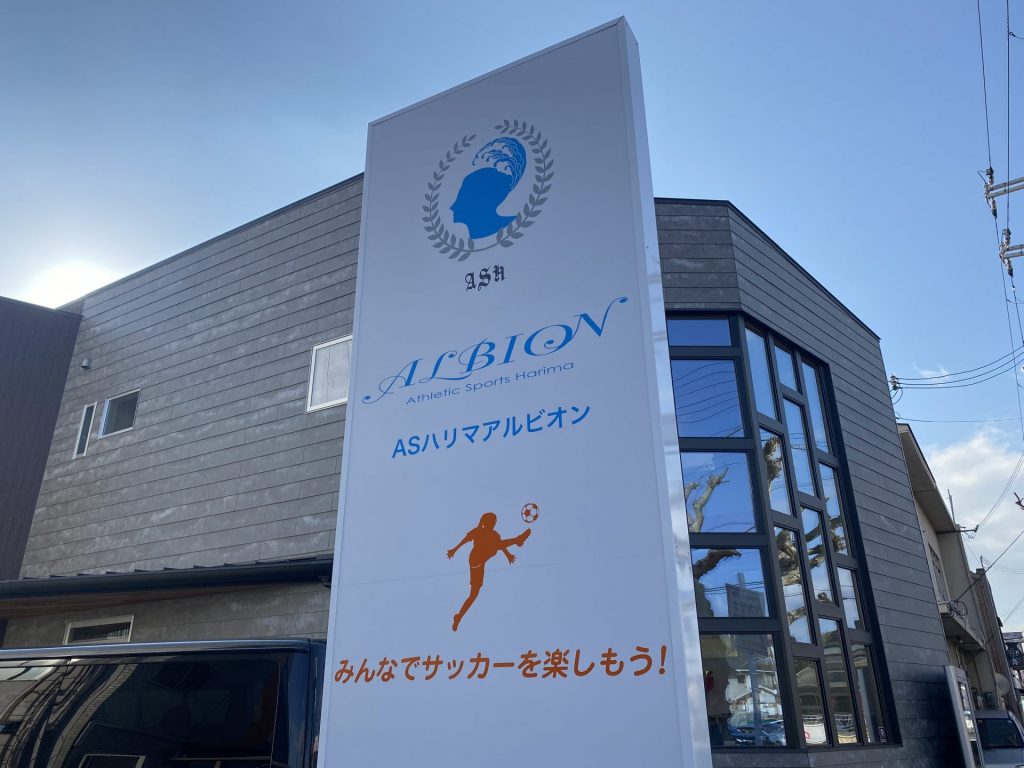 ASH
ALBION
Athletic Sports Harima
ASハリマアルビオン
みんなでサッカーを楽しもう!